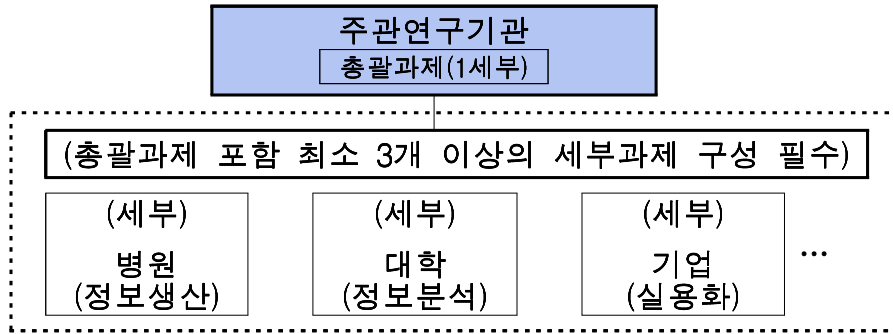 주관연구기관
총괄과제(1세부)
(총괄과제 포함 최소 3개 이상의 세부과제 구성 필수)
(세부)
병원
(정보생산)
(세부)
대학
(정보분석)
(세부)
기업
(실용화)
···